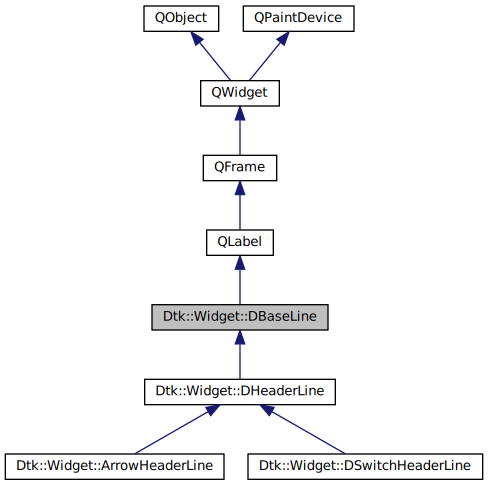 QObject
QPaintDevice
QWidget
QFrame
QLabel
Dtk::Widget::DBaseLine
Dtk::Widget::DHeaderLine
Dtk::Widget::ArrowHeaderLine
Dtk::Widget::DSwitchHeaderLine